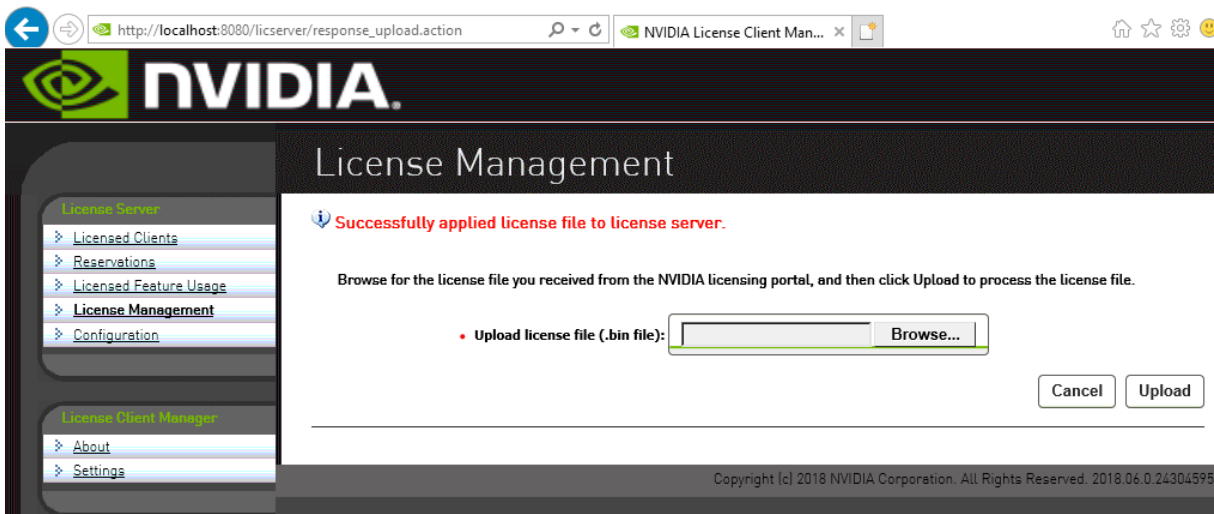 http://localhost:8080/licserver/response_upload.action
NVIDIA License Client Man...
NVIDIA.
License Management
License Server
Licensed Clients
Reservations
Licensed Feature Usage
License Management
Configuration
License Client Manager
About
Settings
Successfully applied license file to license server.
Browse for the license file you received from the NVIDIA licensing portal, and then click Upload to process the license file.
• Upload license file (.bin file): Browse...
Cancel Upload
Copyright (c) 2018 NVIDIA Corporation. All Rights Reserved. 2018.06.0.24304595